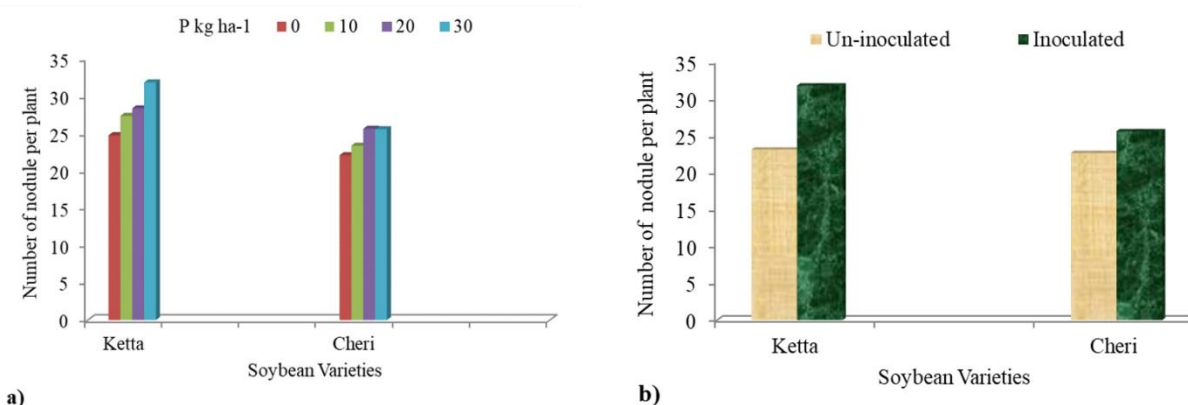 P kg ha-1 0 10 20 30
Number of nodule per plant
35
30
25
20
15
10
5
0
Ketta Cheri
Soybean Varieties
a)
Un-inoculated Inoculated
Number of nodule per plant
35
30
25
20
15
10
5
0
Ketta Cheri
Soybean Varieties
b)